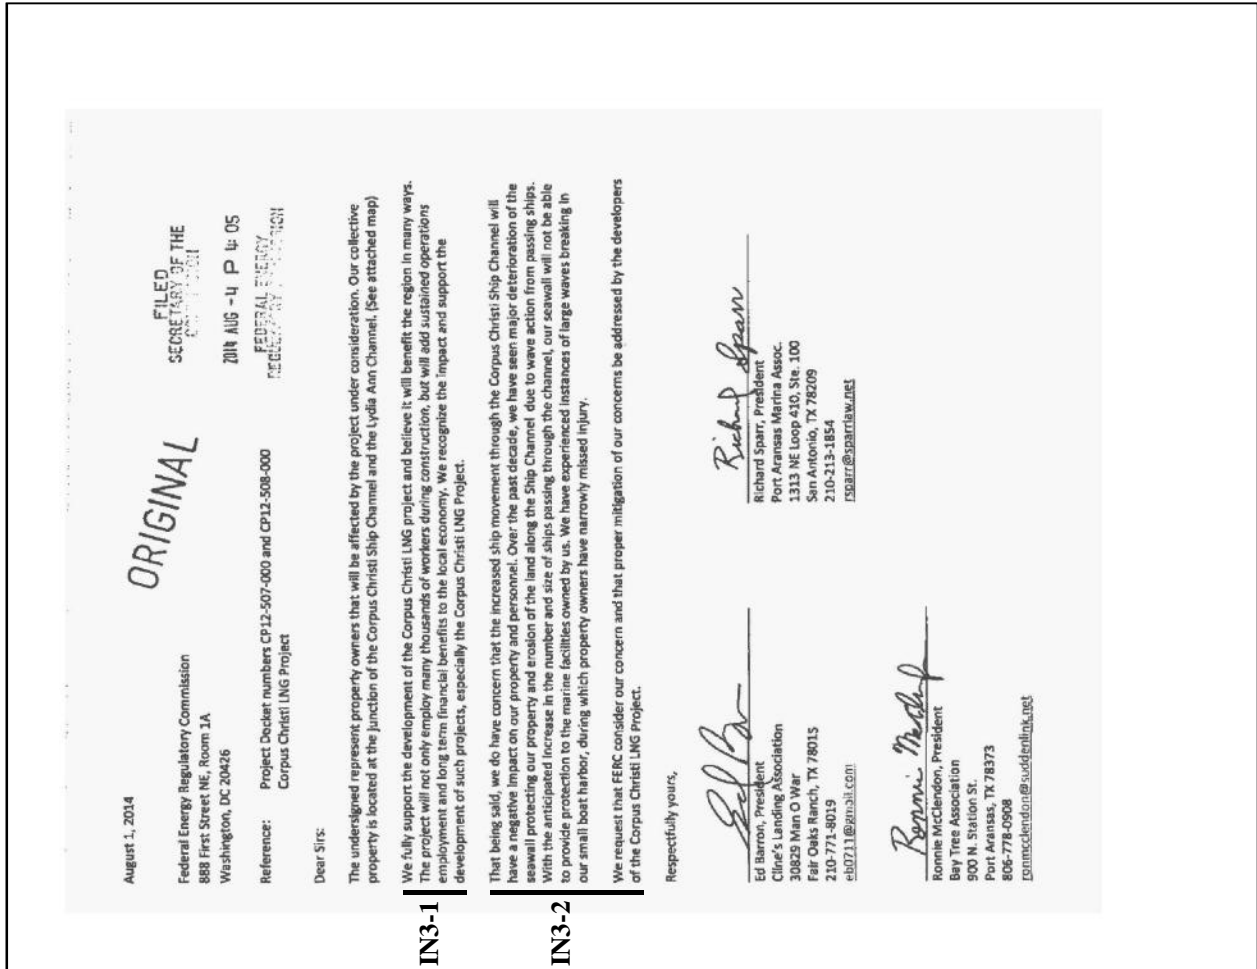 ORIGINAL
August 1, 2014
FILED
SECRETARY OF THE
2014 AUG -4 P 4: 05
FEDERAL ENERGY
Federal Energy Regulatory Commission
888 First Street NE, Room 1A
Washington, DC 20426
Reference: Project Docket numbers CP12-507-000 and CP12-508-000
Corpus Christi LNG Project
Dear Sirs:
The undersigned represent property owners that will be affected by the project under consideration. Our collective
property is located at the junction of the Corpus Christi Ship Channel and the Lydia Ann Channel. (See attached map)
IN3-1
We fully support the development of the Corpus Christi LNG project and believe it will benefit the region in many ways.
The project will not only employ many thousands of workers during construction, but will add sustained operations
employment and long term financial benefits to the local economy. We recognize the impact and support the
development of such projects, especially the Corpus Christi LNG Project.
IN3-2
That being said, we do have concern that the increased ship movement through the Corpus Christi Ship Channel will
have a negative impact on our property and personnel. Over the past decade, we have seen major deterioration of the
seawall protecting our property and erosion of the land along the Ship Channel due to wave action from passing ships.
With the anticipated increase in the number and size of ships passing through the channel, our seawall will not be able
to provide protection to the marine facilities owned by us. We have experienced instances of large waves breaking in
our small boat harbor, during which property owners have narrowly missed injury.
We request that FERC consider our concern and that proper mitigation of our concerns be addressed by the developers
of the Corpus Christi LNG Project.
Respectfully yours,
Ed Barron, President
Cline's Landing Association
30829 Man O War
Fair Oaks Ranch, TX 78015
210-771-8019
eb0711@gmail.com
Richard Sparr
Richard Sparr, President
Port Aransas Marina Assoc.
1313 NE Loop 410, Ste. 100
San Antonio, TX 78209
210-213-1854
rsparr@sparrlaw.net
Ronnie McClendon, President
Bay Tree Association
900 N. Station St.
Port Aransas, TX 78373
806-778-0908
ronmcclendon@suddenlink.net